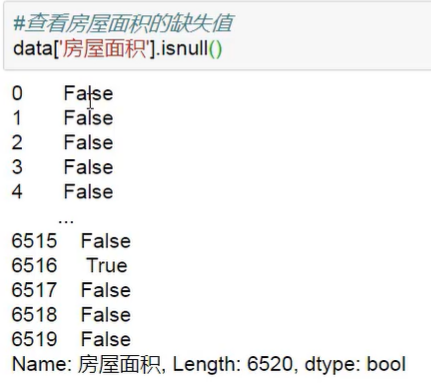 #查看房屋面积的缺失值
data['房屋面积'].isnull()
0 False
1 False
2 False
3 False
4 False
...
6515 False
6516 True
6517 False
6518 False
6519 False
Name: 房屋面积, Length: 6520, dtype: bool